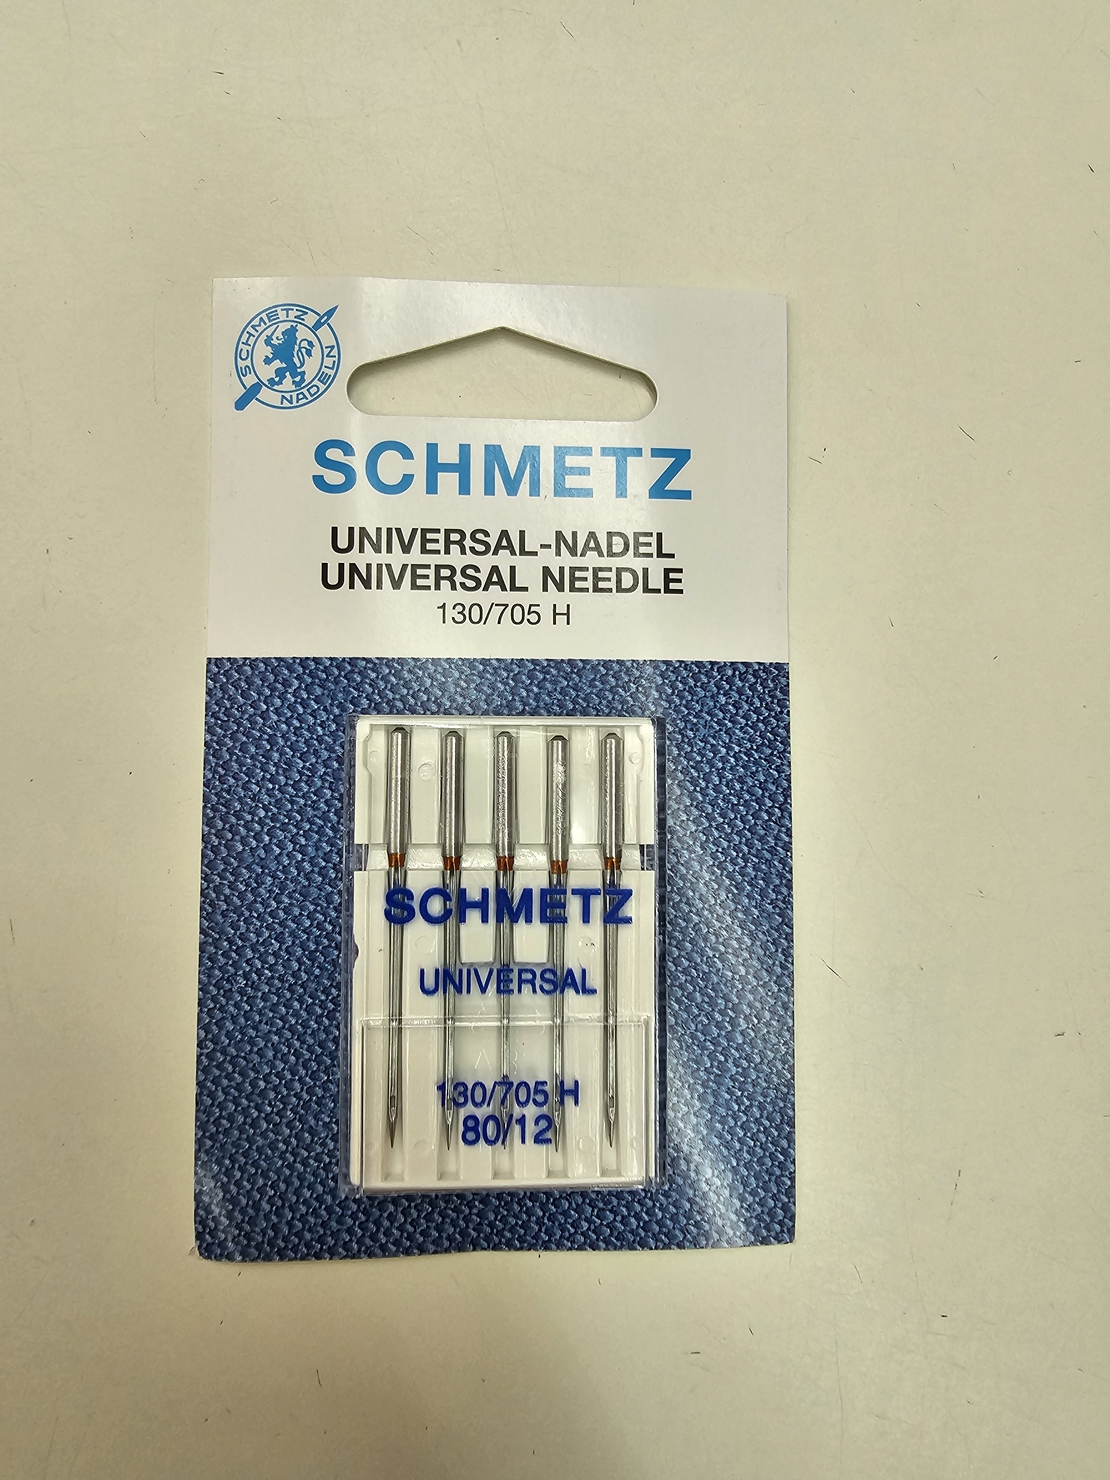 SCHMETZ
NADELN
SCHMETZ
UNIVERSAL-NADEL
UNIVERSAL NEEDLE
130/705 H
SCHMETZ
UNIVERSAL
130/705 H
80/12